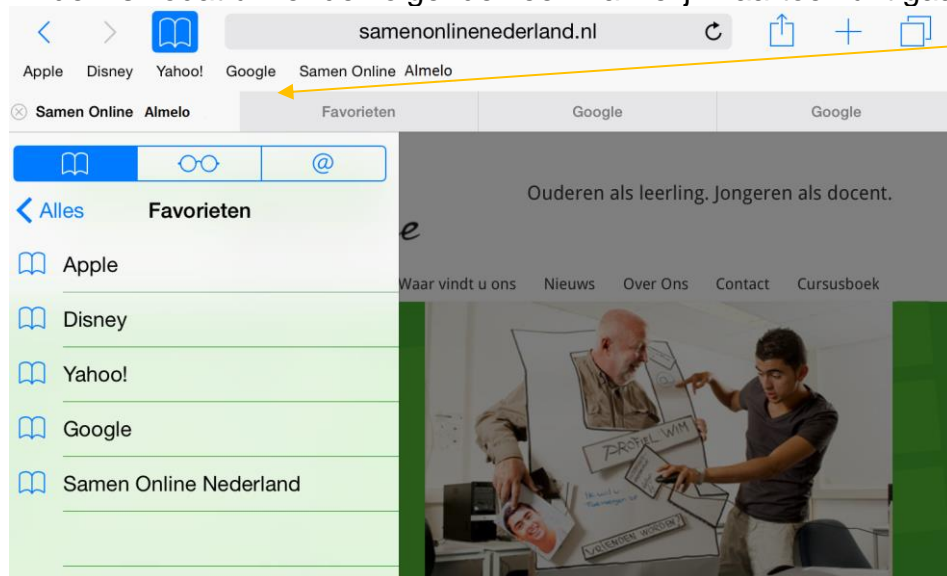 samenonlinenederland.nl
Apple Disney Yahoo! Google Samen Online Almelo
Samen Online Almelo Favorieten Google Google
@
Alles Favorieten
Apple
Disney
Yahoo!
Google
Samen Online Nederland
Ouderen als leerling. Jongeren als docent.
e
Waar vindt u ons Nieuws Over Ons Contact Cursusboek
PROFIEL WIM
VRIENDEN WORDEN?